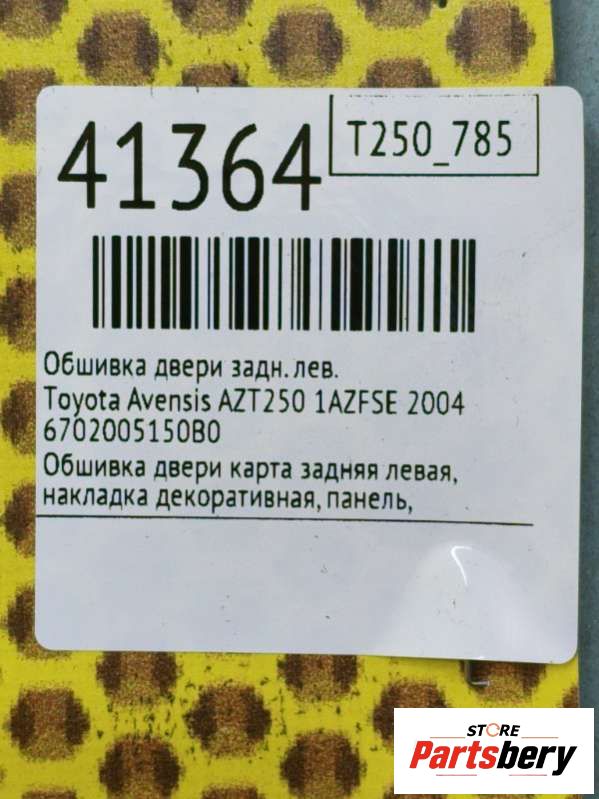 41364
T250_785
Обшивка двери задн. лев.
Toyota Avensis AZT250 1AZFSE 2004
6702005150B0
Обшивка двери карта задняя левая,
накладка декоративная, панель,
STORE
Partsbery